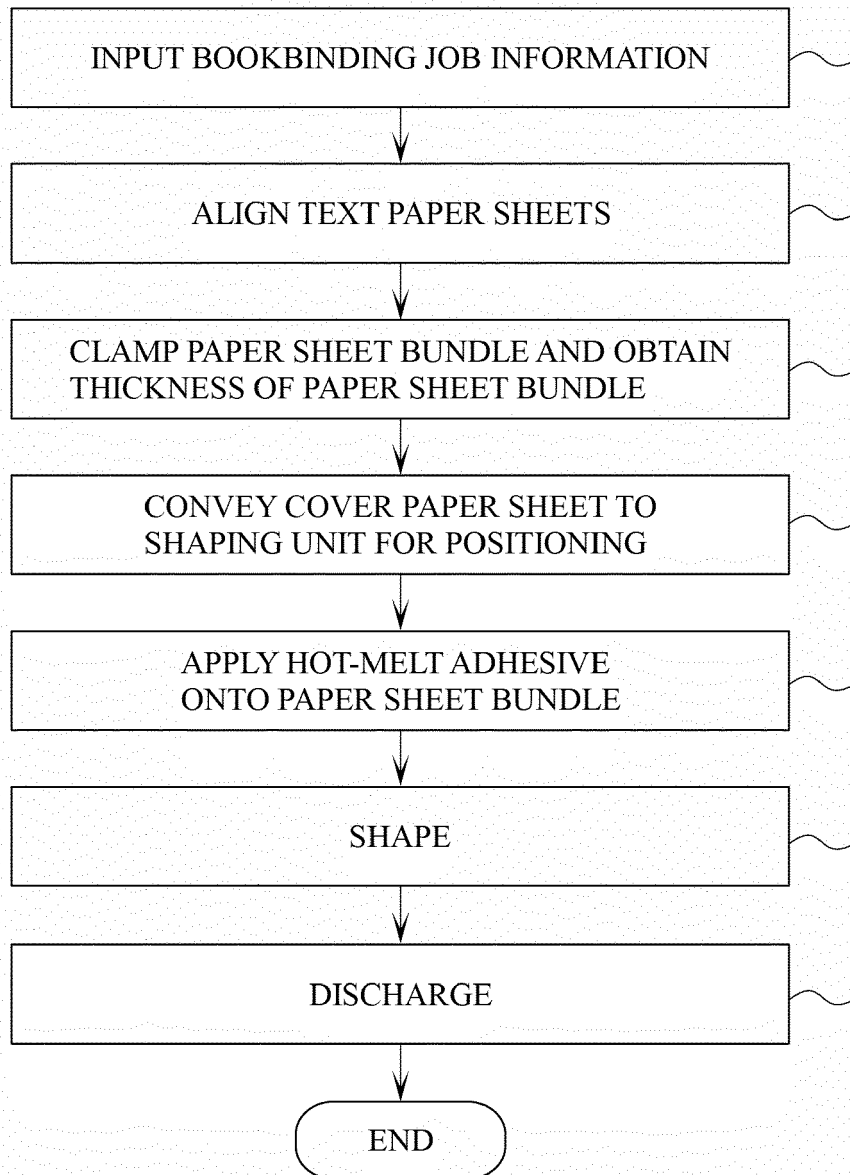 INPUT BOOKBINDING JOB INFORMATION
ALIGN TEXT PAPER SHEETS
CLAMP PAPER SHEET BUNDLE AND OBTAIN
THICKNESS OF PAPER SHEET BUNDLE
CONVEY COVER PAPER SHEET TO
SHAPING UNIT FOR POSITIONING
APPLY HOT-MELT ADHESIVE
ONTO PAPER SHEET BUNDLE
SHAPE
DISCHARGE
END